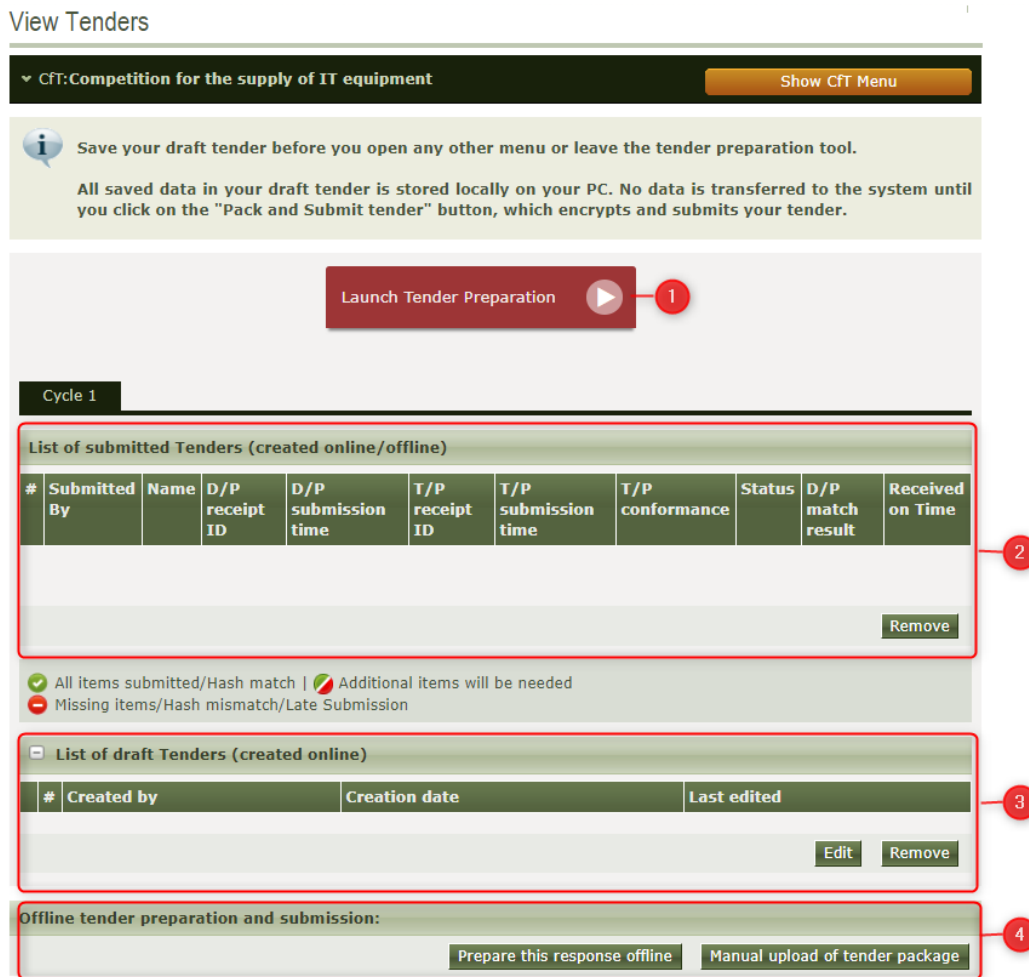 View Tenders
CfT:Competition for the supply of IT equipment
Show CfT Menu
i
Save your draft tender before you open any other menu or leave the tender preparation tool.
All saved data in your draft tender is stored locally on your PC. No data is transferred to the system until
you click on the "Pack and Submit tender" button, which encrypts and submits your tender.
Launch Tender Preparation
1
Cycle 1
List of submitted Tenders (created online/offline)
# Submitted Name D/P D/P T/P T/P T/P Status D/P Received
By receipt submission receipt submission conformance match on Time
ID time ID time result
2
Remove
All items submitted/Hash match | Additional items will be needed
Missing items/Hash mismatch/Late Submission
List of draft Tenders (created online)
# Created by Creation date Last edited
3
Edit Remove
Offline tender preparation and submission:
4
Prepare this response offline Manual upload of tender package